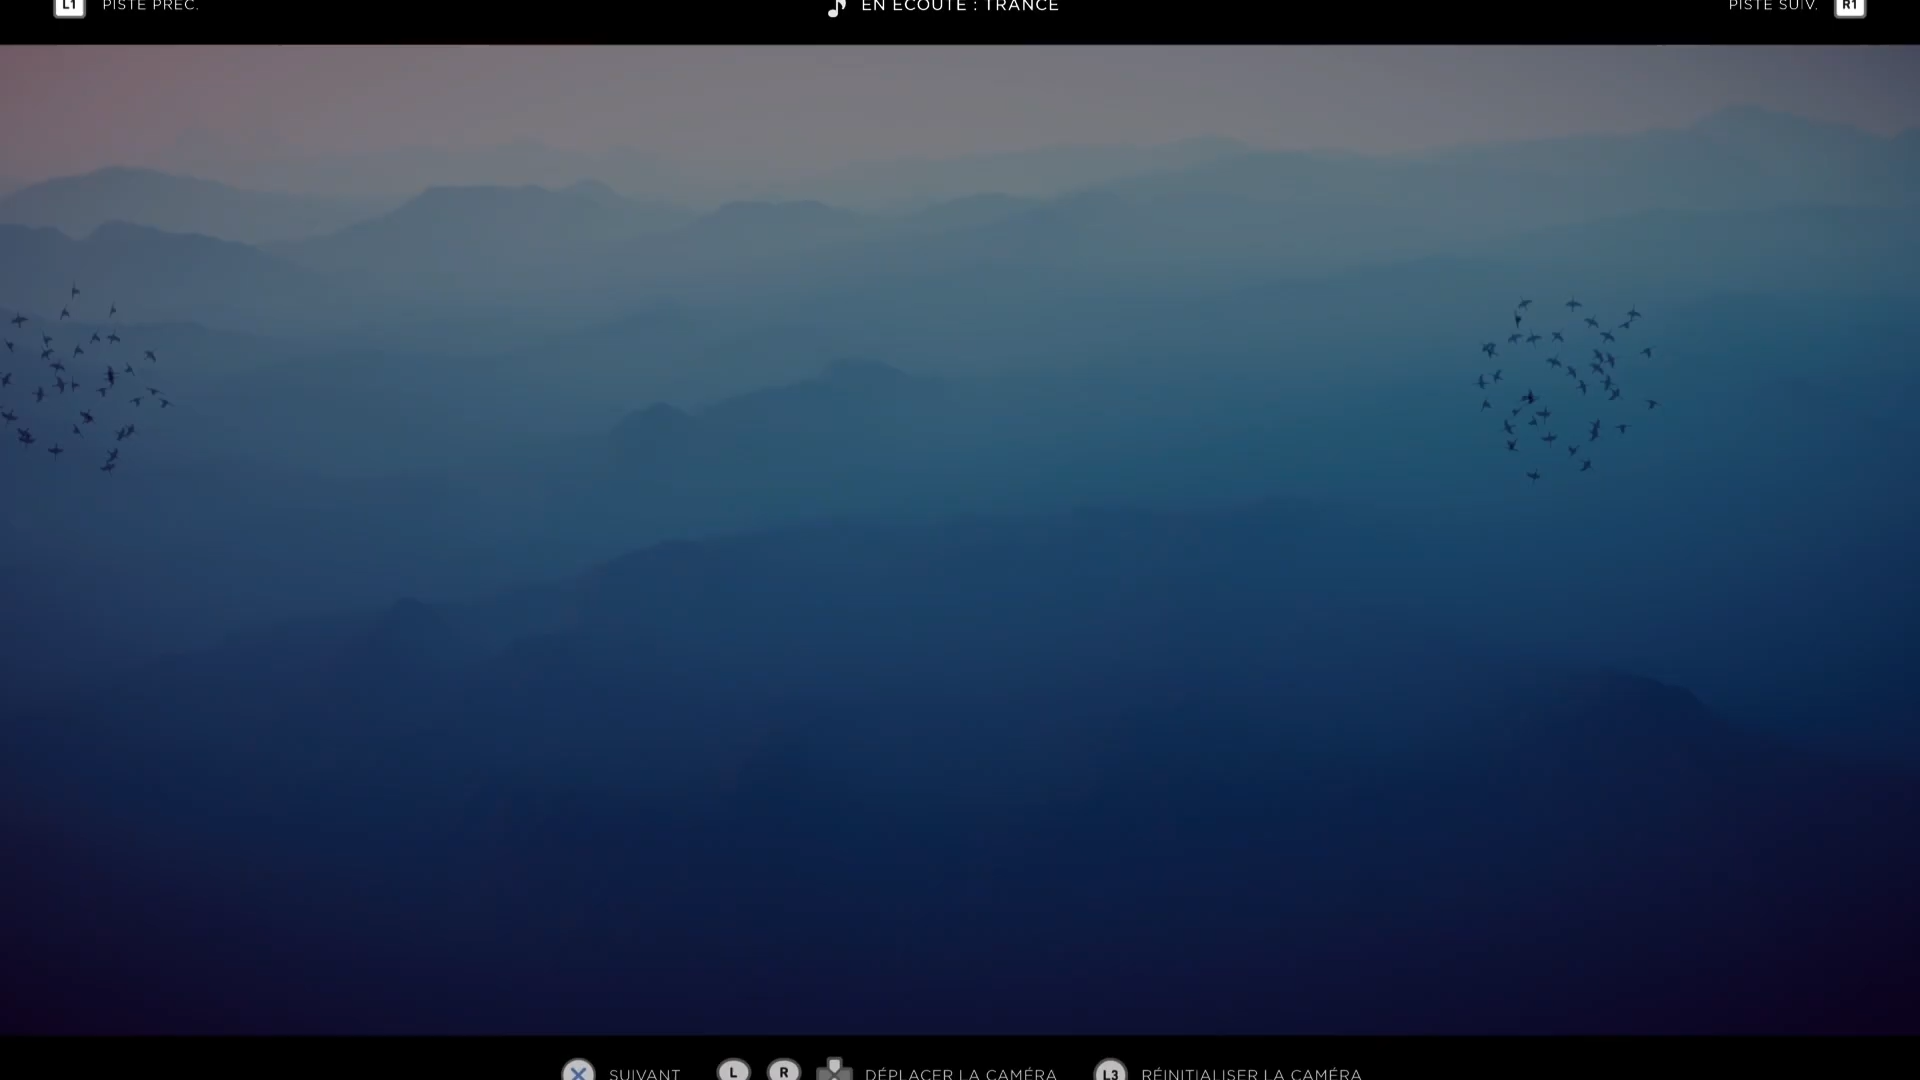 L1 PISTE PRÉC.
EN ÉCOUTE : TRANCE
PISTE SUIV. R1
SUIVANT
L R DÉPLACER LA CAMÉRA
L3 RÉINITIALISER LA CAMÉRA